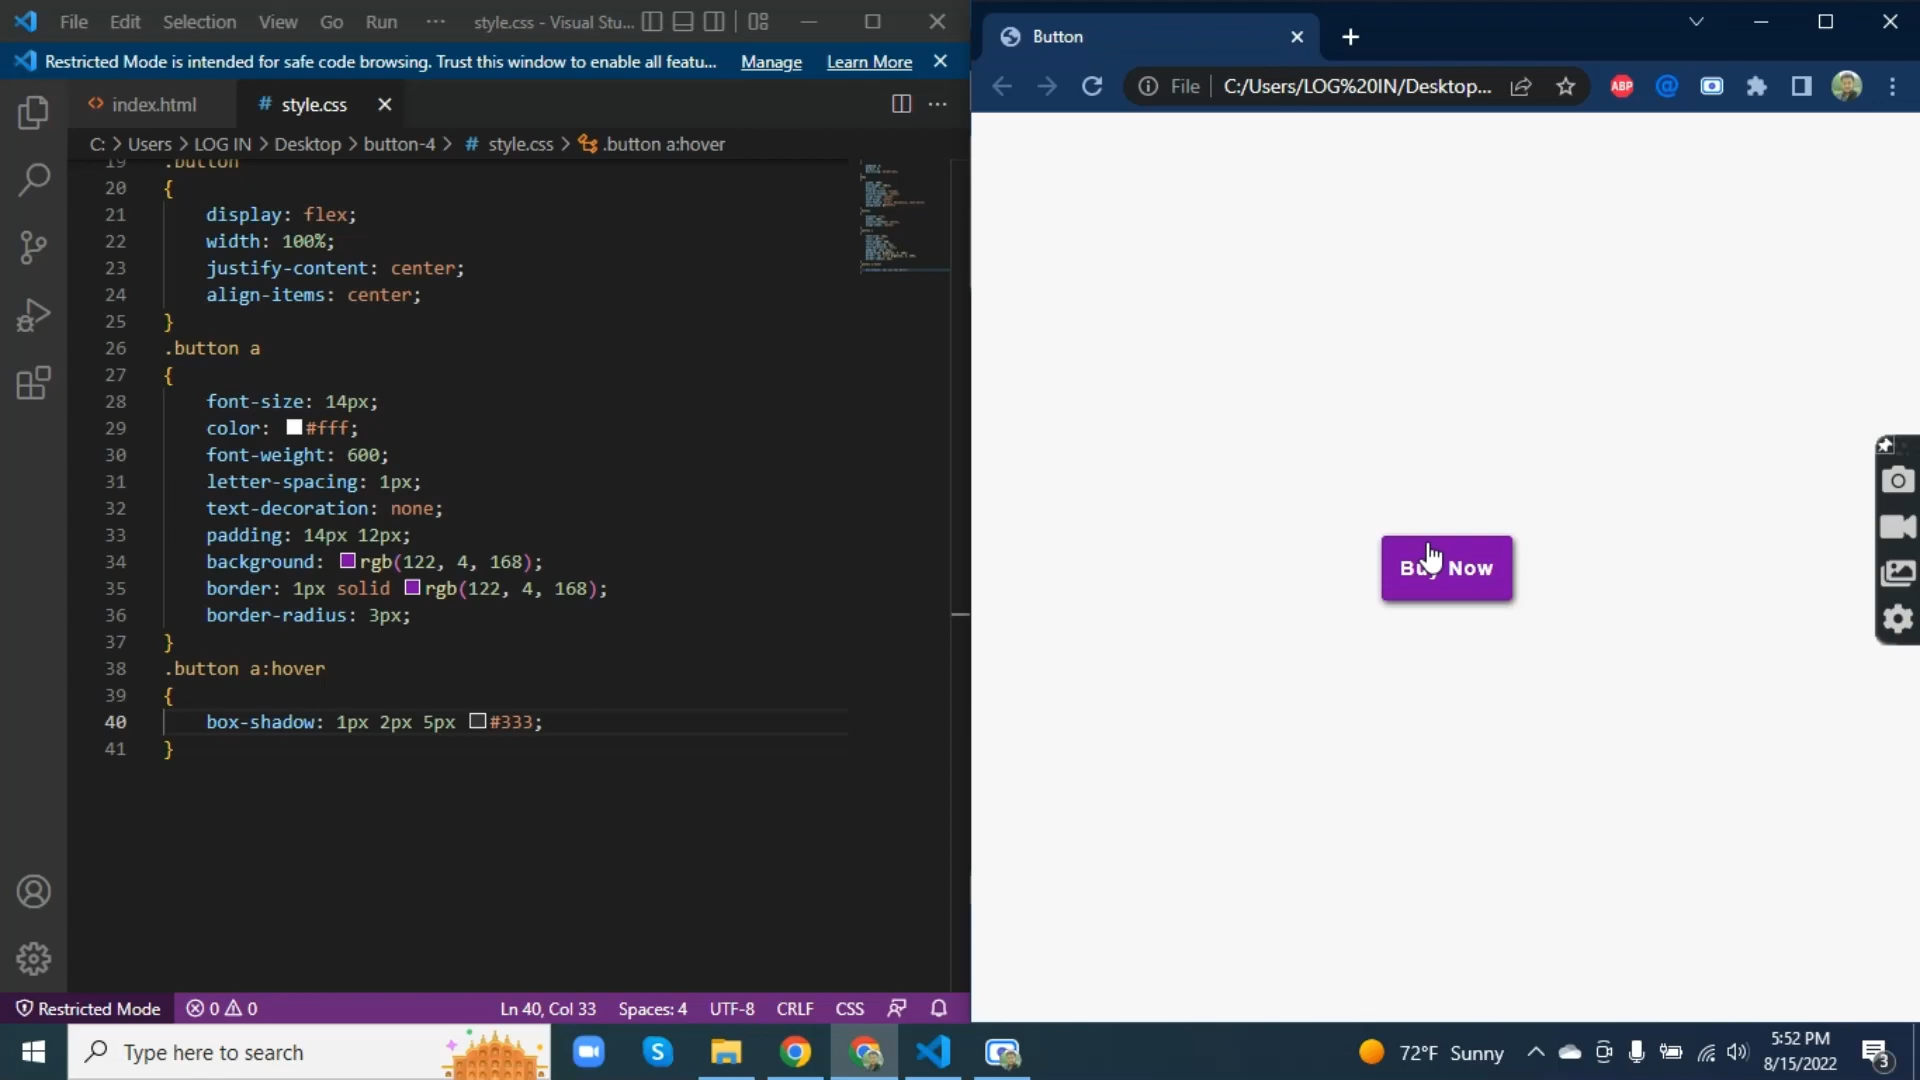 File Edit Selection View Go Run ··· style.css - Visual Stu...
Restricted Mode is intended for safe code browsing. Trust this window to enable all featu... Manage Learn More
index.html # style.css
C: > Users > LOG IN > Desktop > button-4 > # style.css > .button a:hover
19 .button
20 {
21 display: flex;
22 width: 100%;
23 justify-content: center;
24 align-items: center;
25 }
26 .button a
27 {
28 font-size: 14px;
29 color: #fff;
30 font-weight: 600;
31 letter-spacing: 1px;
32 text-decoration: none;
33 padding: 14px 12px;
34 background: rgb(122, 4, 168);
35 border: 1px solid rgb(122, 4, 168);
36 border-radius: 3px;
37 }
38 .button a:hover
39 {
40 box-shadow: 1px 2px 5px #333;
41 }
Restricted Mode 0 0 Ln 40, Col 33 Spaces: 4 UTF-8 CRLF CSS
Button
File C:/Users/LOG%20IN/Desktop...
ABP
Buy Now
Type here to search
72°F Sunny
5:52 PM
8/15/2022
3